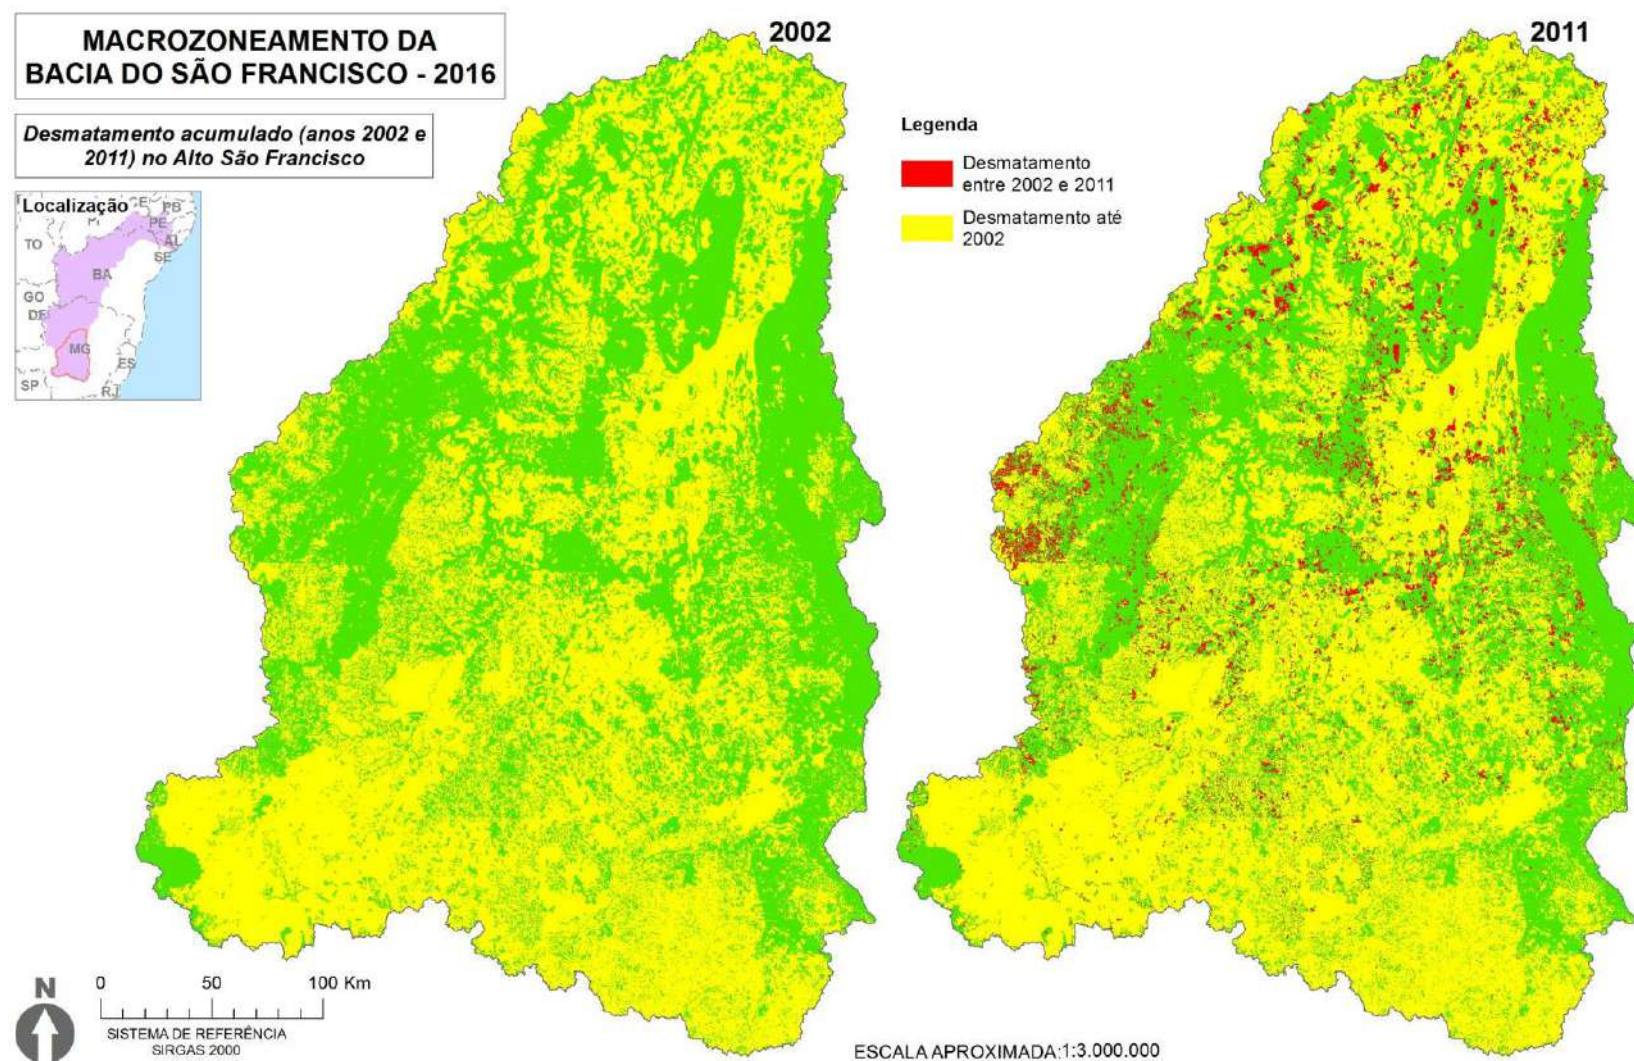 MACROZONEAMENTO DA
BACIA DO SÃO FRANCISCO - 2016
Desmatamento acumulado (anos 2002 e
2011) no Alto São Francisco
Localização
CE
PB
PI
PE
TO
AL
SE
BA
GO
DF
MG
ES
SP
RJ
2002
2011
Legenda
Desmatamento
entre 2002 e 2011
Desmatamento até
2002
N
0 50 100 Km
SISTEMA DE REFERÊNCIA
SIRGAS 2000
ESCALA APROXIMADA:1:3.000.000